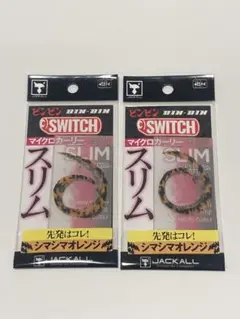 ビンビン BIN-BIN
SWITCH
マイクロカーリー
スリム
SLIM
先発はコレ!
シマシマオレンジ
JACKALL
ビンビン BIN-BIN
SWITCH
マイクロカーリー
スリム
SLIM
先発はコレ!
シマシマオレンジ
JACKALL